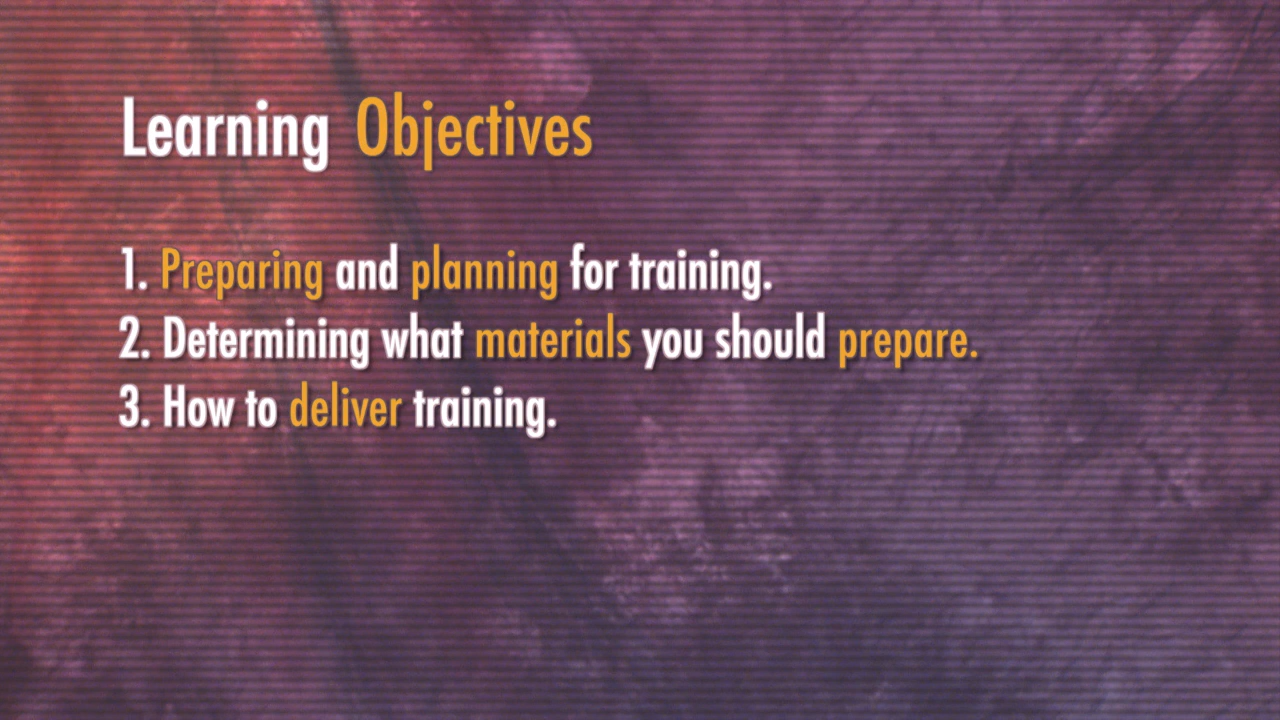 Learning Objectives
1. Preparing and planning for training.
2. Determining what materials you should prepare.
3. How to deliver training.